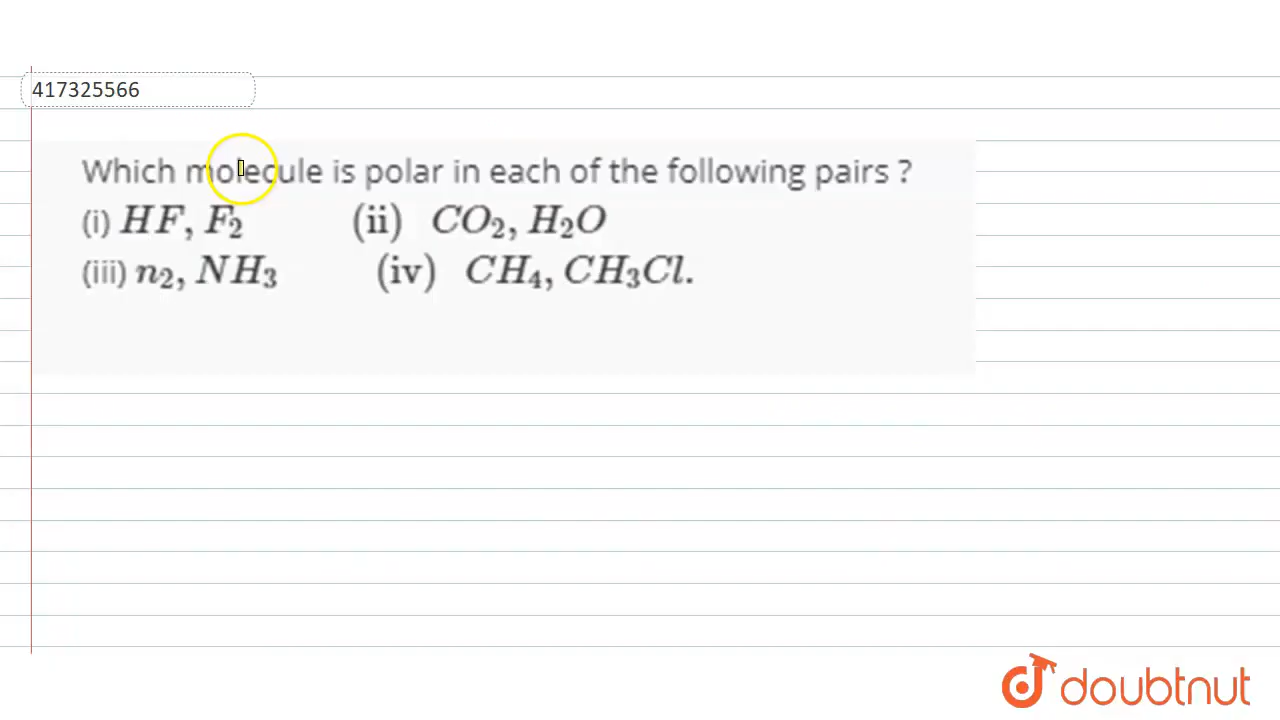 417325566
Which molecule is polar in each of the following pairs ?
(i) HF, F₂ (ii) CO₂, H₂O
(iii) n₂, NH₃ (iv) CH₄, CH₃Cl.
doubtnut